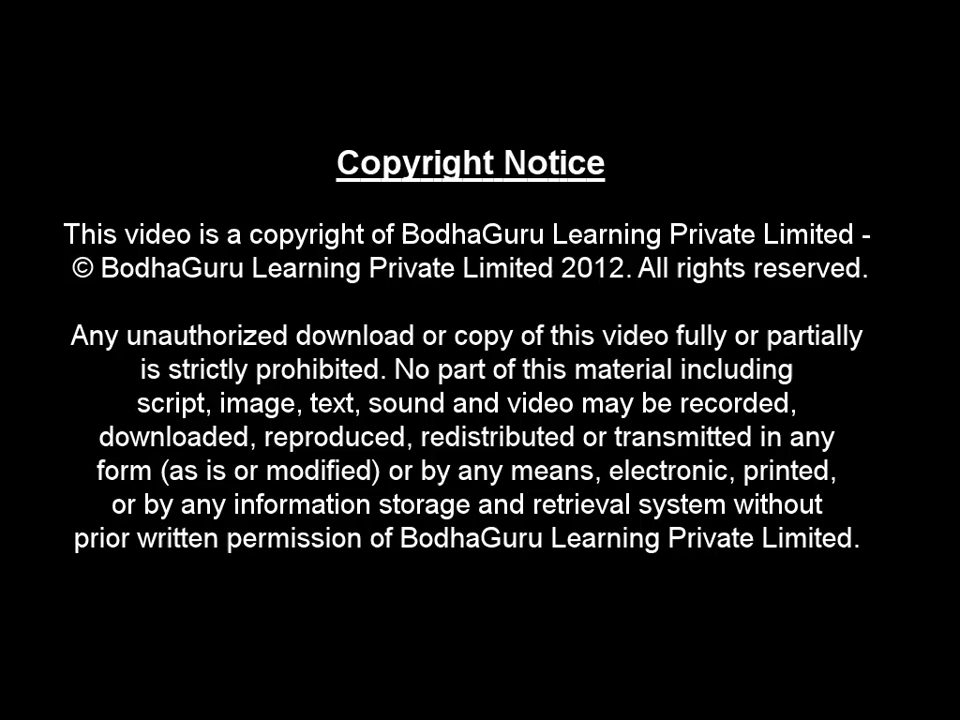 Copyright Notice
This video is a copyright of BodhaGuru Learning Private Limited -
© BodhaGuru Learning Private Limited 2012. All rights reserved.
Any unauthorized download or copy of this video fully or partially
is strictly prohibited. No part of this material including
script, image, text, sound and video may be recorded,
downloaded, reproduced, redistributed or transmitted in any
form (as is or modified) or by any means, electronic, printed,
or by any information storage and retrieval system without
prior written permission of BodhaGuru Learning Private Limited.